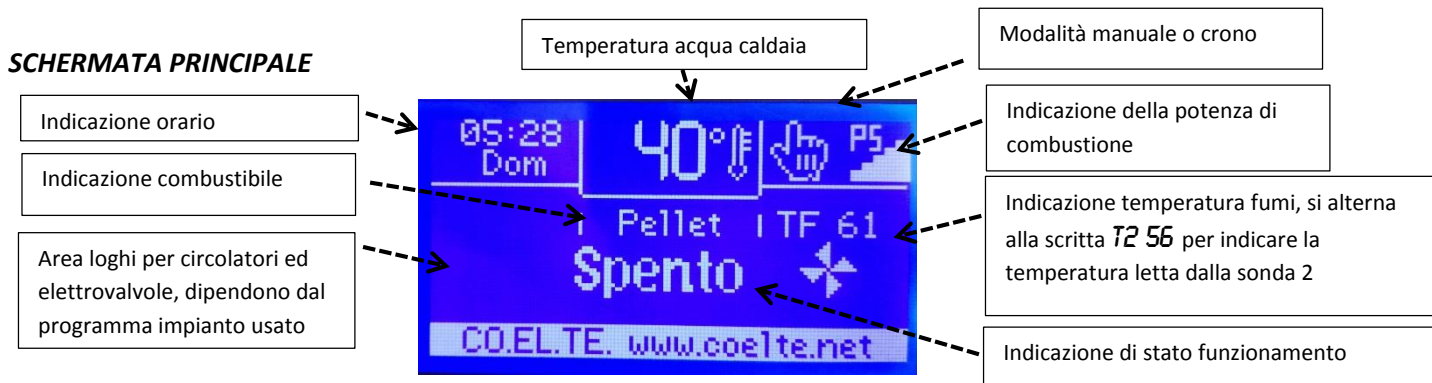 SCHERMATA PRINCIPALE
Temperatura acqua caldaia
Modalità manuale o crono
Indicazione orario
Indicazione combustibile
Area loghi per circolatori ed
elettrovalvole, dipendono dal
programma impianto usato
05:28
Dom
40°
P5
Pellet
TF 61
Spento
CO.EL.TE. www.coelte.net
Indicazione della potenza di
combustione
Indicazione temperatura fumi, si alterna
alla scritta T2 56 per indicare la
temperatura letta dalla sonda 2
Indicazione di stato funzionamento